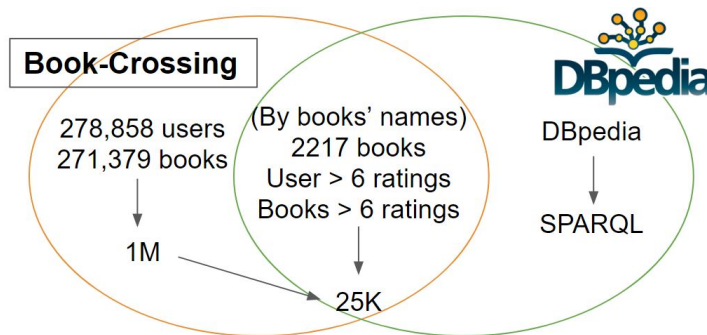 Book-Crossing
278,858 users
271,379 books
1M
(By books' names)
2217 books
User > 6 ratings
Books > 6 ratings
25K
DBpedia
DBpedia
SPARQL